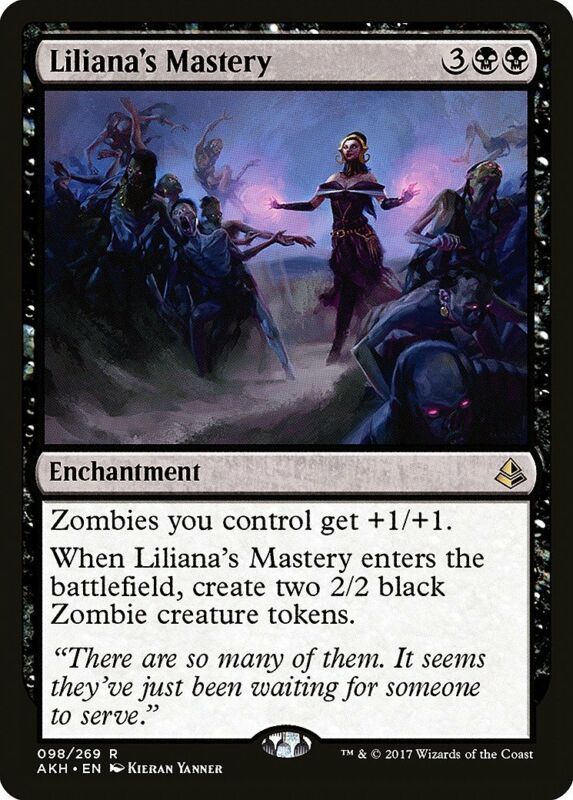 Liliana's Mastery 3
Enchantment
Zombies you control get +1/+1.
When Liliana's Mastery enters the
battlefield, create two 2/2 black
Zombie creature tokens.
“There are so many of them. It seems
they've just been waiting for someone
to serve.”
098/269 R
AKH • EN Kieran Yanner
™ & © 2017 Wizards of the Coast